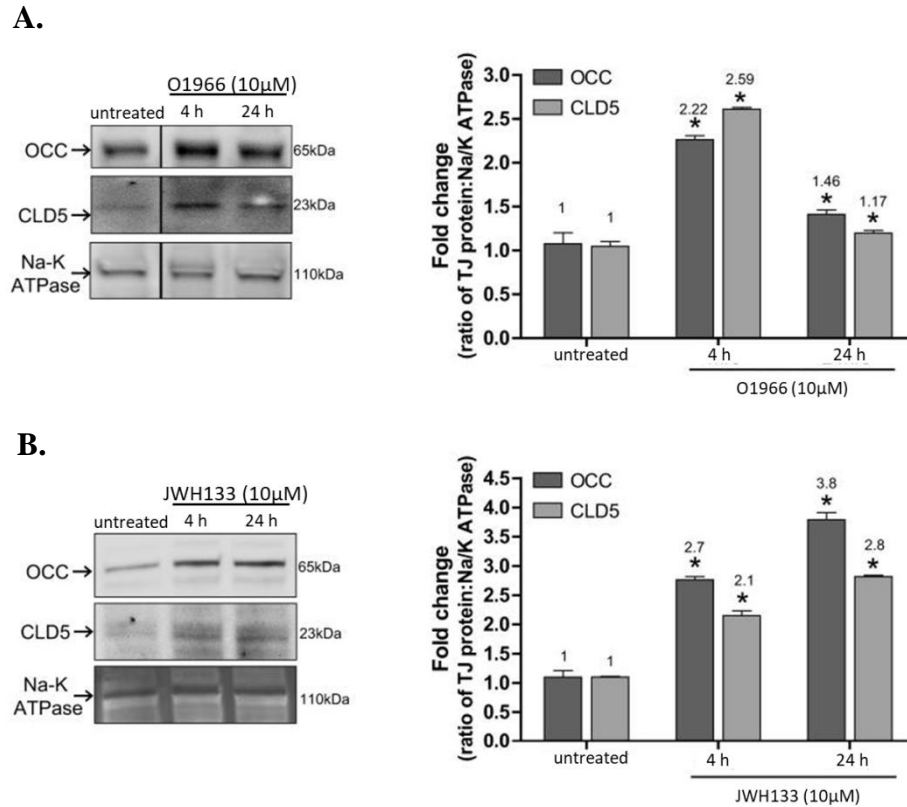 A.
O1966 (10µM)
untreated 4 h 24 h
OCC 65kDa
CLD5 23kDa
Na-K
ATPase 110kDa
Fold change
(ratio of TJ protein:Na/K ATPase)
3.0
2.5
2.0
1.5
1.0
0.5
0.0
OCC
CLD5
1 1 2.22 * 2.59 * 1.46 * 1.17 *
untreated 4 h 24 h
O1966 (10µM)
B.
JWH133 (10µM)
untreated 4 h 24 h
OCC 65kDa
CLD5 23kDa
Na-K
ATPase 110kDa
Fold change
(ratio of TJ protein:Na/K ATPase)
4.5
4.0
3.5
3.0
2.5
2.0
1.5
1.0
0.5
0.0
OCC
CLD5
1 1 2.7 * 2.1 * 3.8 * 2.8 *
untreated 4 h 24 h
JWH133 (10µM)